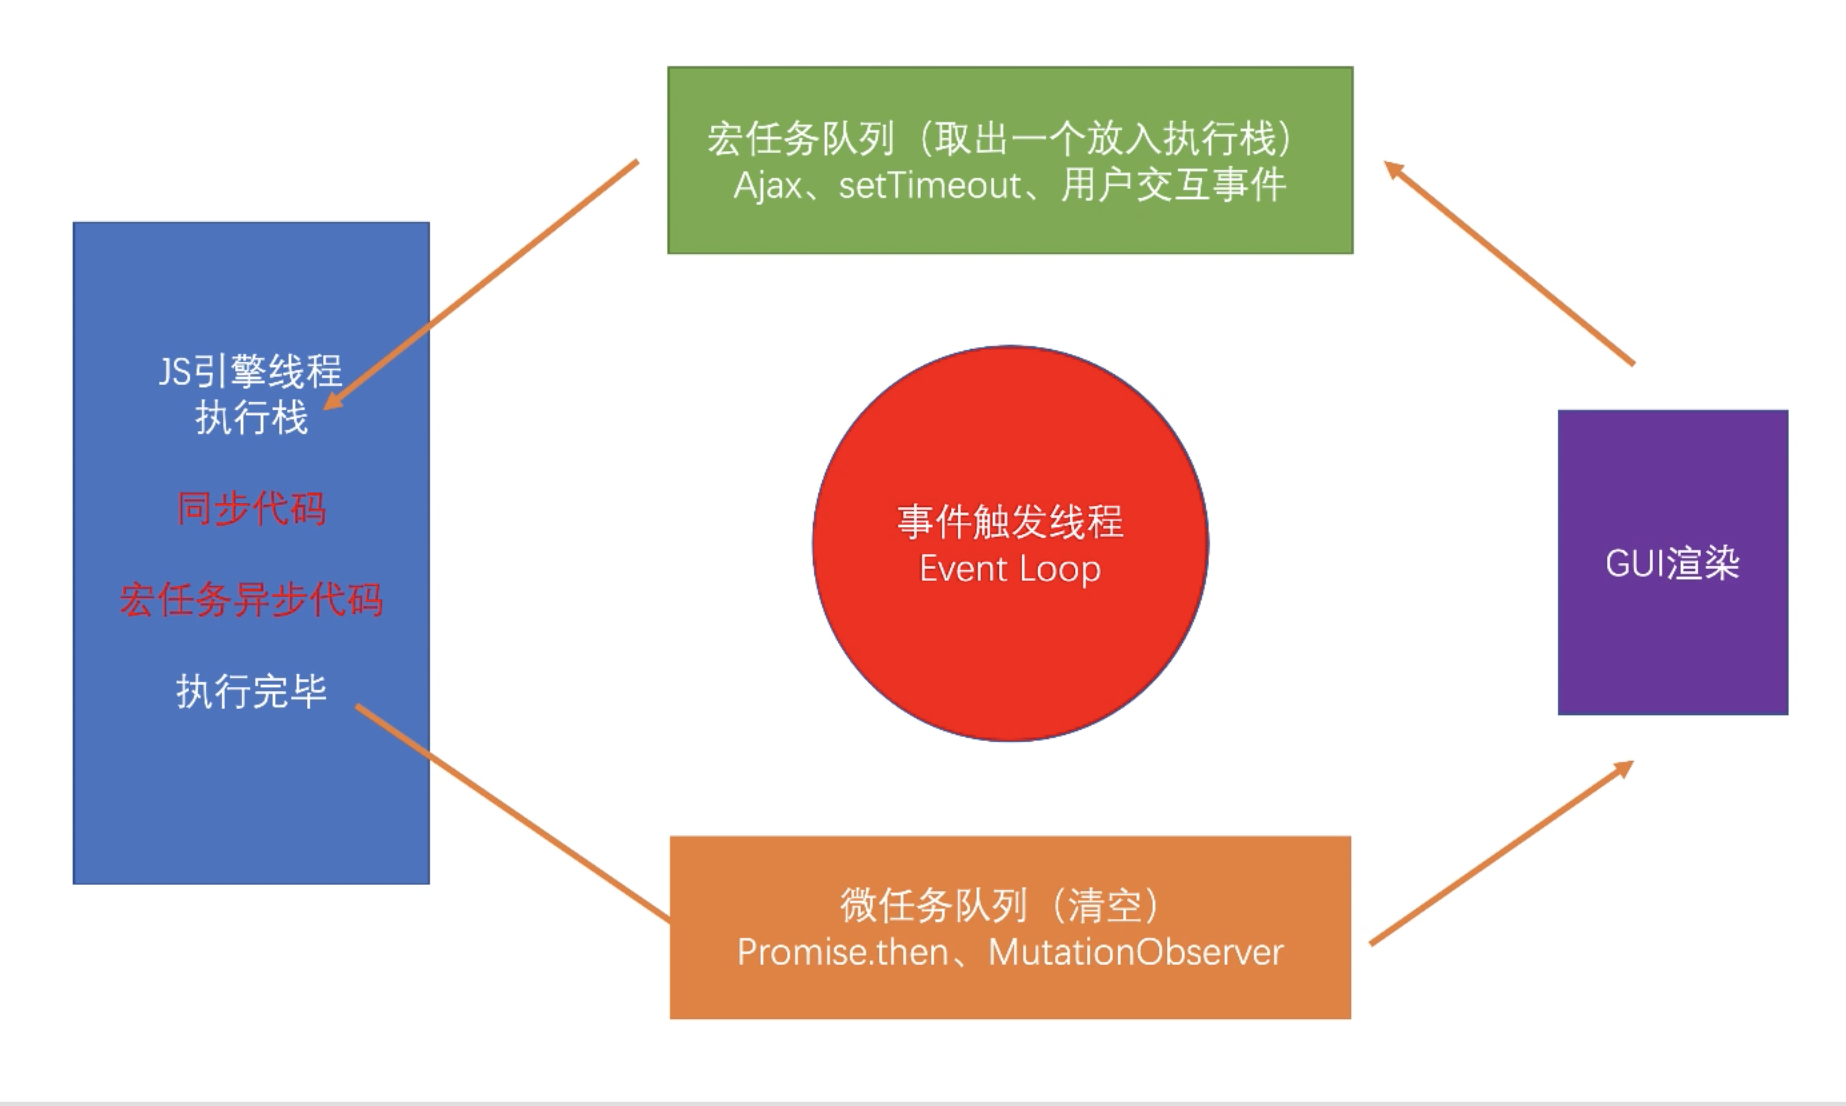 宏任务队列（取出一个放入执行栈）
Ajax、setTimeout、用户交互事件
JS引擎线程
执行栈
同步代码
宏任务异步代码
执行完毕
事件触发线程
Event Loop
GUI渲染
微任务队列（清空）
Promise.then、MutationObserver